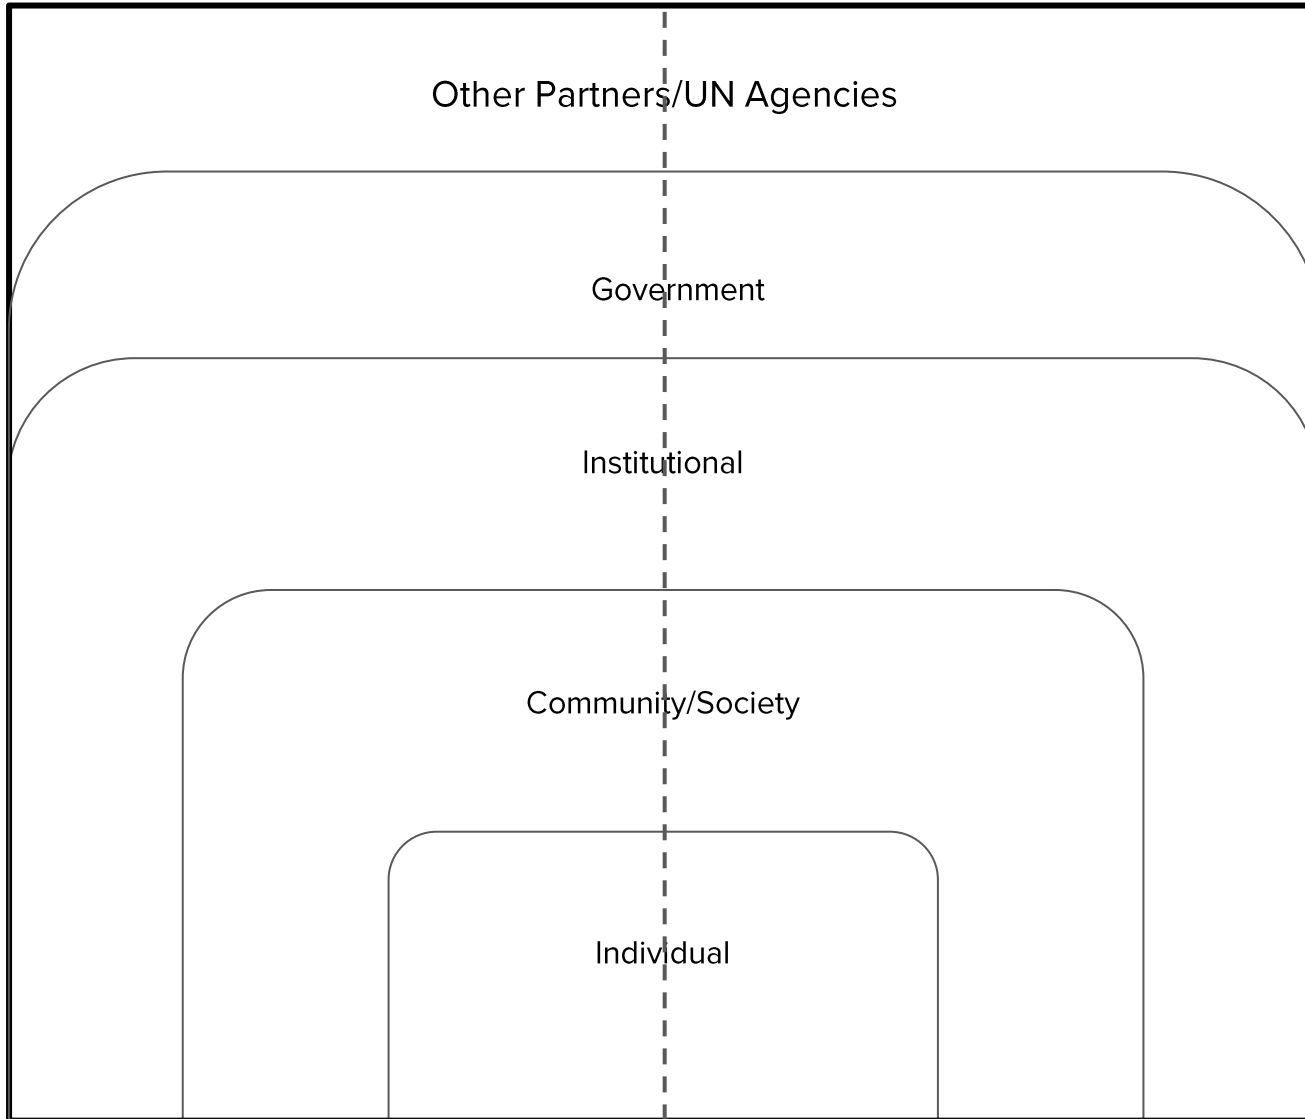 Other Partners/UN Agencies
Government
Institutional
Community/Society
Individual